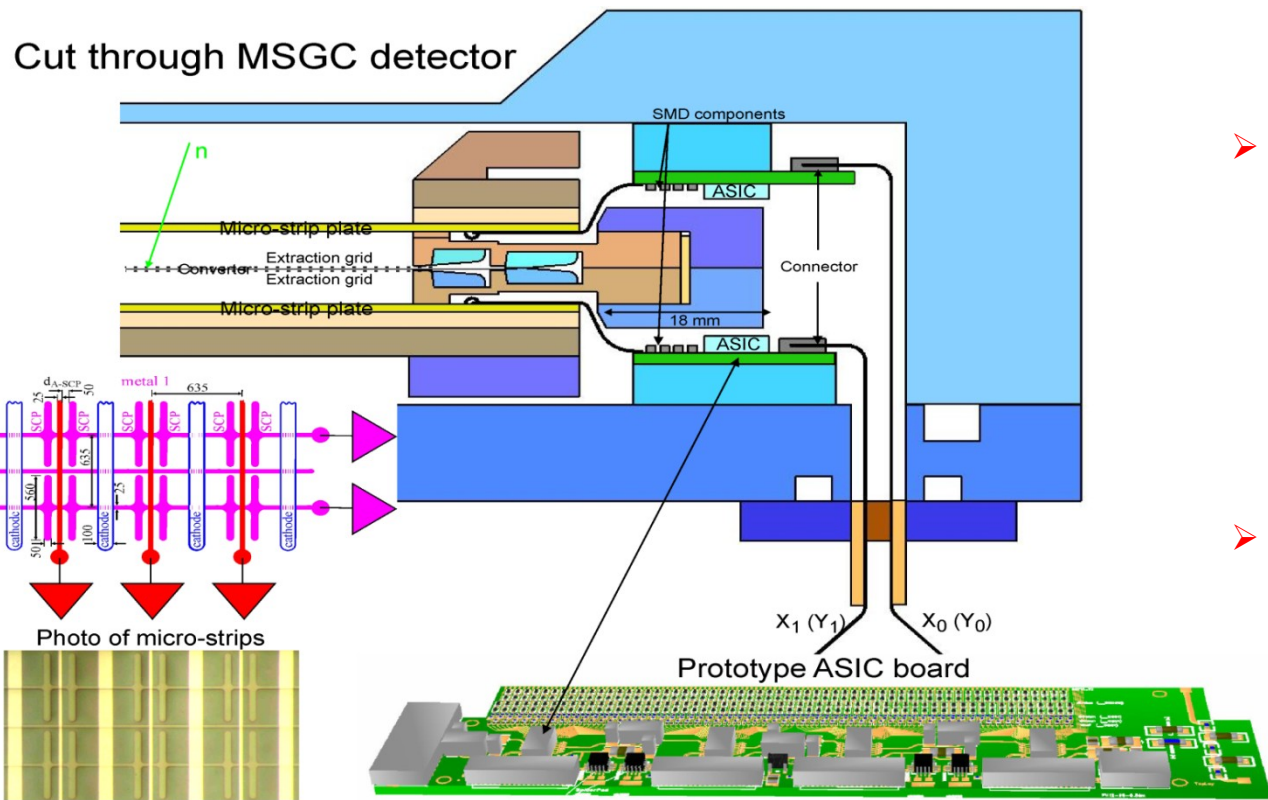 Cut through MSGC detector
SMD components
n
ASIC
Micro-strip plate
Extraction grid
Converter
Extraction grid
Connector
Micro-strip plate
18 mm
ASIC
dA-SCP
metal 1
635
25
50
SCP
SCP
SCP
SCP
SCP
SCP
635
560
25
cathode
cathode
cathode
cathode
50
100
X1 (Y1)
X0 (Y0)
Photo of micro-strips
Prototype ASIC board